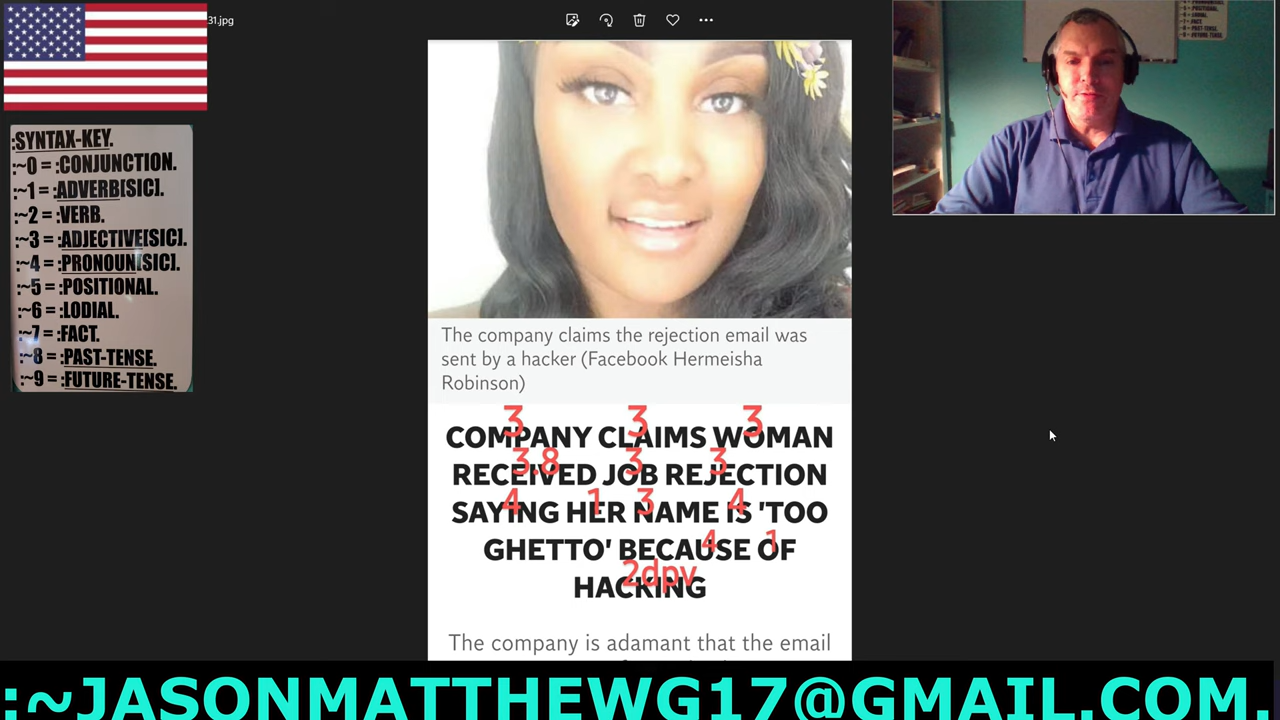 31.jpg
:SYNTAX-KEY.
:~0 = :CONJUNCTION.
:~1 = :ADVERB[SIC].
:~2 = :VERB.
:~3 = :ADJECTIVE[SIC].
:~4 = :PRONOUN[SIC].
:~5 = :POSITIONAL.
:~6 = :LODIAL.
:~7 = :FACT.
:~8 = :PAST-TENSE.
:~9 = :FUTURE-TENSE.
The company claims the rejection email was
sent by a hacker (Facebook Hermeisha
Robinson)
3 3 3
COMPANY CLAIMS WOMAN
3.8 3 3
RECEIVED JOB REJECTION
4 1 3 4
SAYING HER NAME IS 'TOO
4 1
GHETTO' BECAUSE OF
2dpv
HACKING
The company is adamant that the email
:~JASONMATTHEWG17@GMAIL.COM.